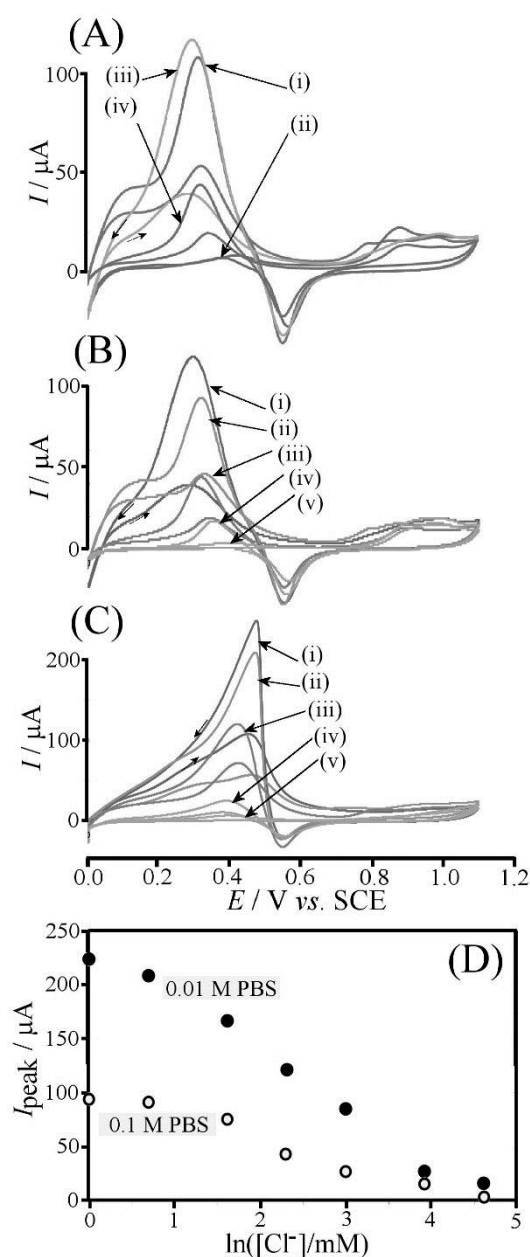 (A)
100
(iii)
(i)
(iv)
(ii)
-50
I / μA
0
(B)
100
(i)
(ii)
50
(iii)
(iv)
(v)
I / μA
0
(C)
(i)
200
(ii)
(iii)
100
(iv)
(v)
I / μA
0
0.0 0.2 0.4 0.6 0.8 1.0 1.2
E / V vs. SCE
250
(D)
200
0.01 M PBS
150
Ipeak / μA
100
50
0.1 M PBS
0
0 1 2 3 4 5
ln([Cl⁻]/mM)